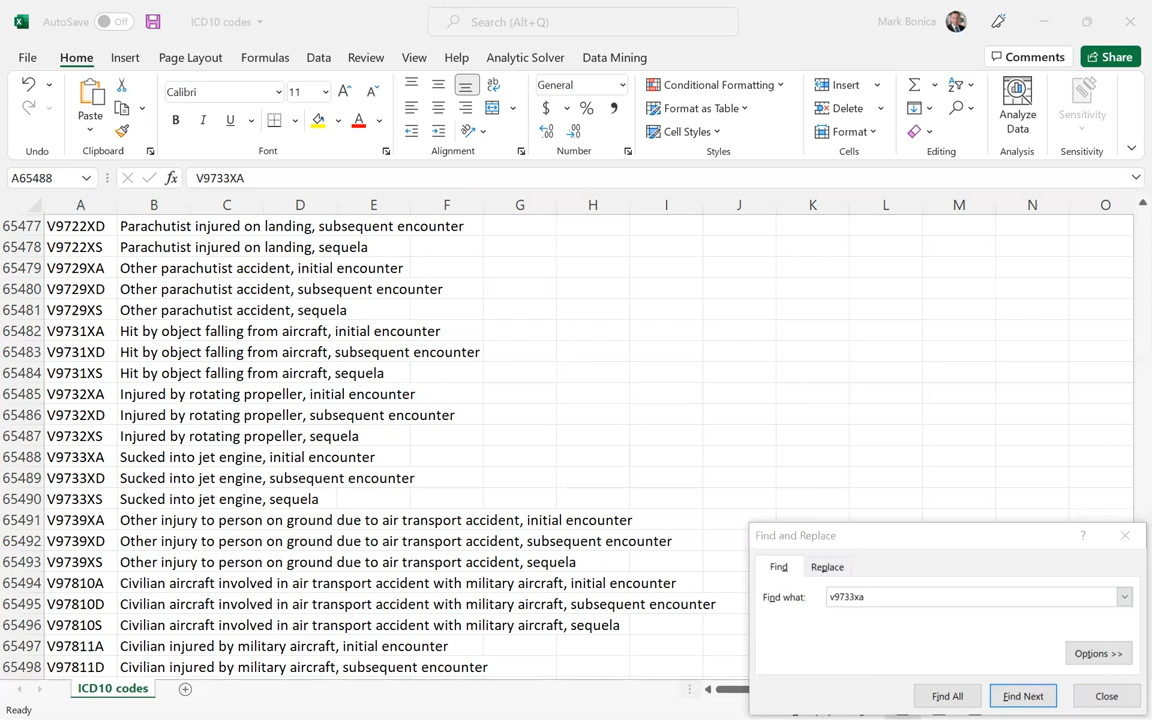 AutoSave Off ICD10 codes Search (Alt+Q) Mark Bonica
File Home Insert Page Layout Formulas Data Review View Help Analytic Solver Data Mining Comments Share
Calibri 11 General Conditional Formatting Insert
Paste B I U A $ % Format as Table Delete Analyze Data Sensitivity
Cell Styles Format
Undo Clipboard Font Alignment Number Styles Cells Editing Analysis Sensitivity
A65488 fx V9733XA
A B C D E F G H I J K L M N O
65477 V9722XD Parachutist injured on landing, subsequent encounter
65478 V9722XS Parachutist injured on landing, sequela
65479 V9729XA Other parachutist accident, initial encounter
65480 V9729XD Other parachutist accident, subsequent encounter
65481 V9729XS Other parachutist accident, sequela
65482 V9731XA Hit by object falling from aircraft, initial encounter
65483 V9731XD Hit by object falling from aircraft, subsequent encounter
65484 V9731XS Hit by object falling from aircraft, sequela
65485 V9732XA Injured by rotating propeller, initial encounter
65486 V9732XD Injured by rotating propeller, subsequent encounter
65487 V9732XS Injured by rotating propeller, sequela
65488 V9733XA Sucked into jet engine, initial encounter
65489 V9733XD Sucked into jet engine, subsequent encounter
65490 V9733XS Sucked into jet engine, sequela
65491 V9739XA Other injury to person on ground due to air transport accident, initial encounter
65492 V9739XD Other injury to person on ground due to air transport accident, subsequent encounter
65493 V9739XS Other injury to person on ground due to air transport accident, sequela
65494 V97810A Civilian aircraft involved in air transport accident with military aircraft, initial encounter
65495 V97810D Civilian aircraft involved in air transport accident with military aircraft, subsequent encounter
65496 V97810S Civilian aircraft involved in air transport accident with military aircraft, sequela
65497 V97811A Civilian injured by military aircraft, initial encounter
65498 V97811D Civilian injured by military aircraft, subsequent encounter
Find and Replace ?
Find Replace
Find what: v9733xa
Options >>
Find All Find Next Close
ICD10 codes
Ready